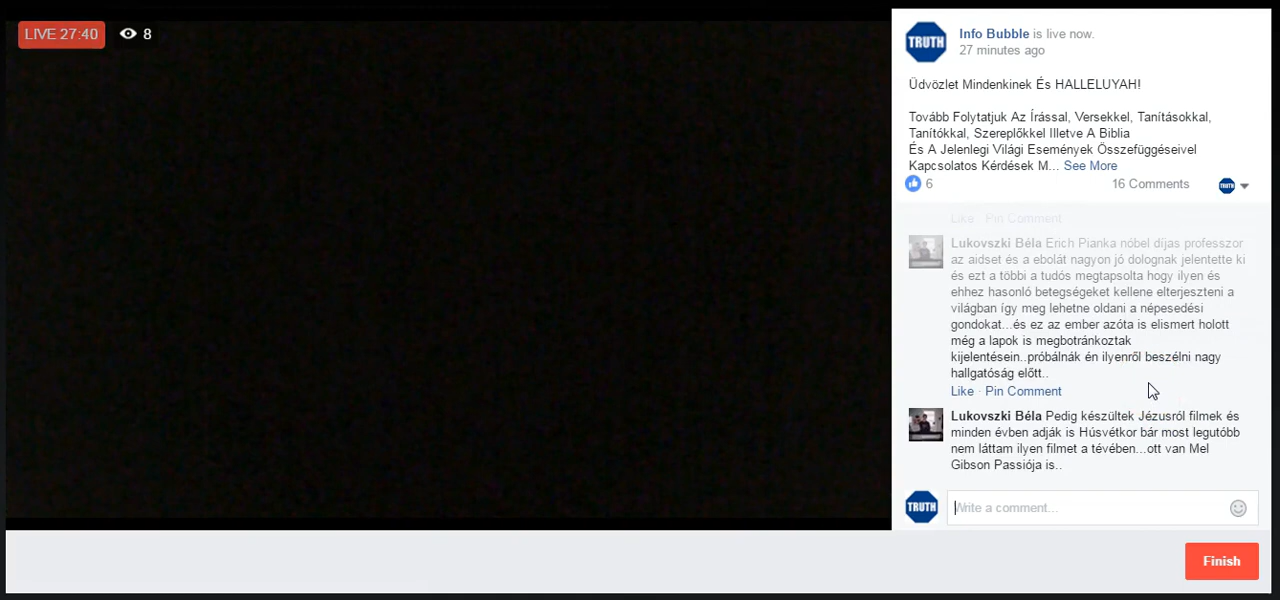 LIVE 27:40
8
TRUTH
Info Bubble is live now.
27 minutes ago
Üdvözlet Mindenkinek És HALLELUYAH!
Tovább Folytatjuk Az Írással, Versekkel, Tanításokkal,
Tanítókkal, Szereplőkkel Illetve A Biblia
És A Jelenlegi Világi Események Összefüggéseivel
Kapcsolatos Kérdések M... See More
6
16 Comments
TRUTH
Like · Pin Comment
Lukovszki Béla Erich Pianka nóbel díjas professzor
az aidset és a ebolát nagyon jó dolognak jelentette ki
és ezt a többi a tudós megtapsolta hogy ilyen és
ehhez hasonló betegségeket kellene elterjeszteni a
világban így meg lehetne oldani a népesedési
gondokat...és ez az ember azóta is elismert holott
még a lapok is megbotránkoztak
kijelentésein..próbálnák én ilyenről beszélni nagy
hallgatóság előtt..
Like · Pin Comment
Lukovszki Béla Pedig készültek Jézusról filmek és
minden évben adják is Húsvétkor bár most legutóbb
nem láttam ilyen filmet a tévében...ott van Mel
Gibson Passiója is..
TRUTH
Write a comment...
Finish